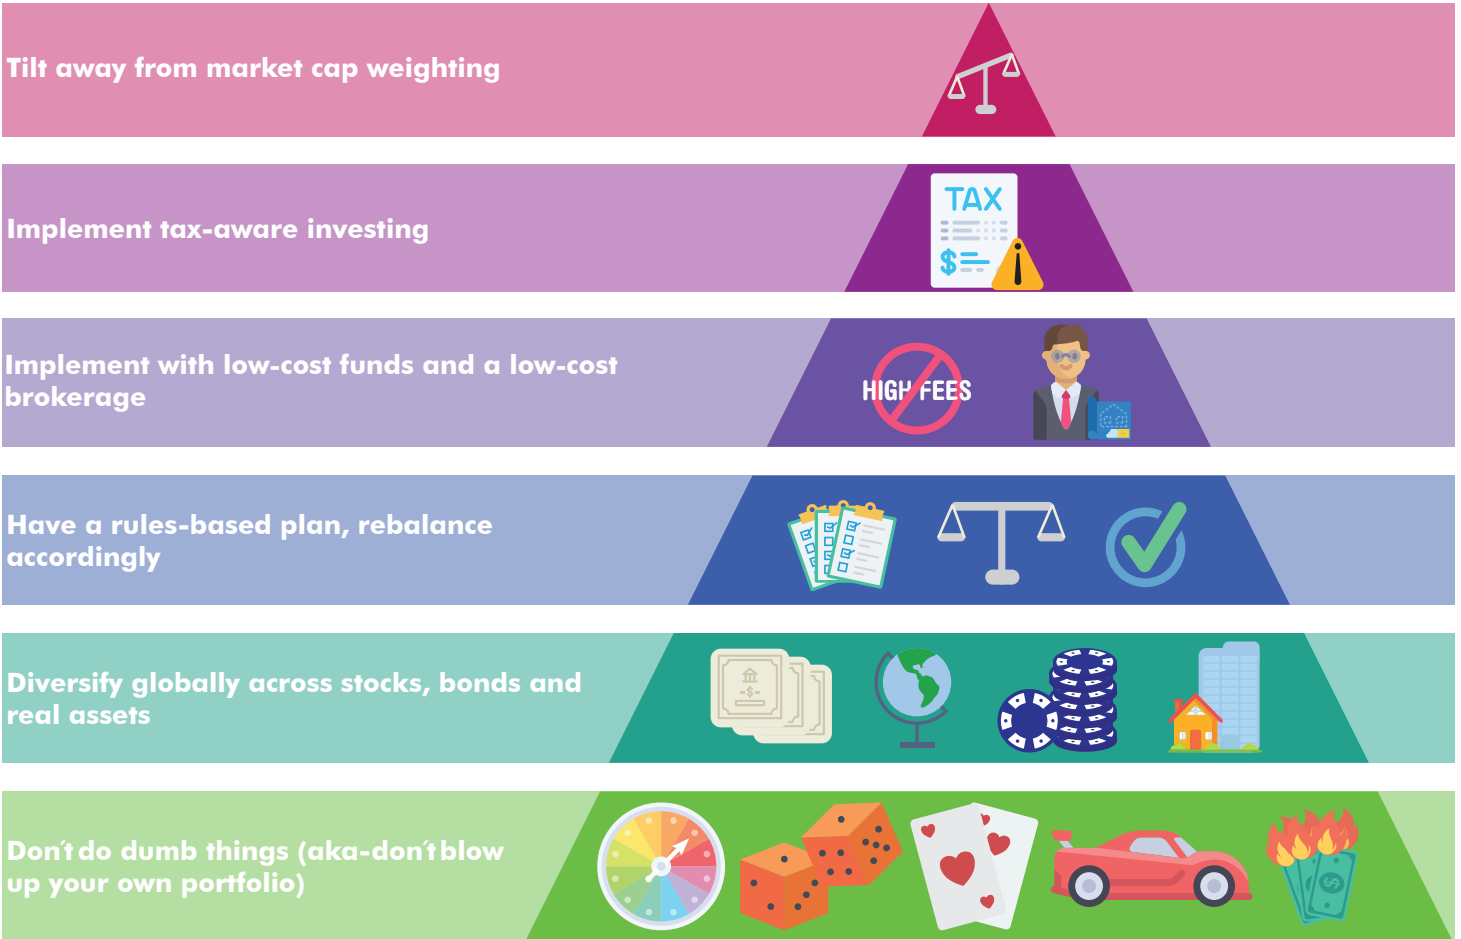 Tilt away from market cap weighting
TAX
$
Implement tax-aware investing
Implement with low-cost funds and a low-cost
brokerage
HIGH FEES
Have a rules-based plan, rebalance
accordingly
Diversify globally across stocks, bonds and
real assets
-$-
Don't do dumb things (aka-don't blow
up your own portfolio)
$